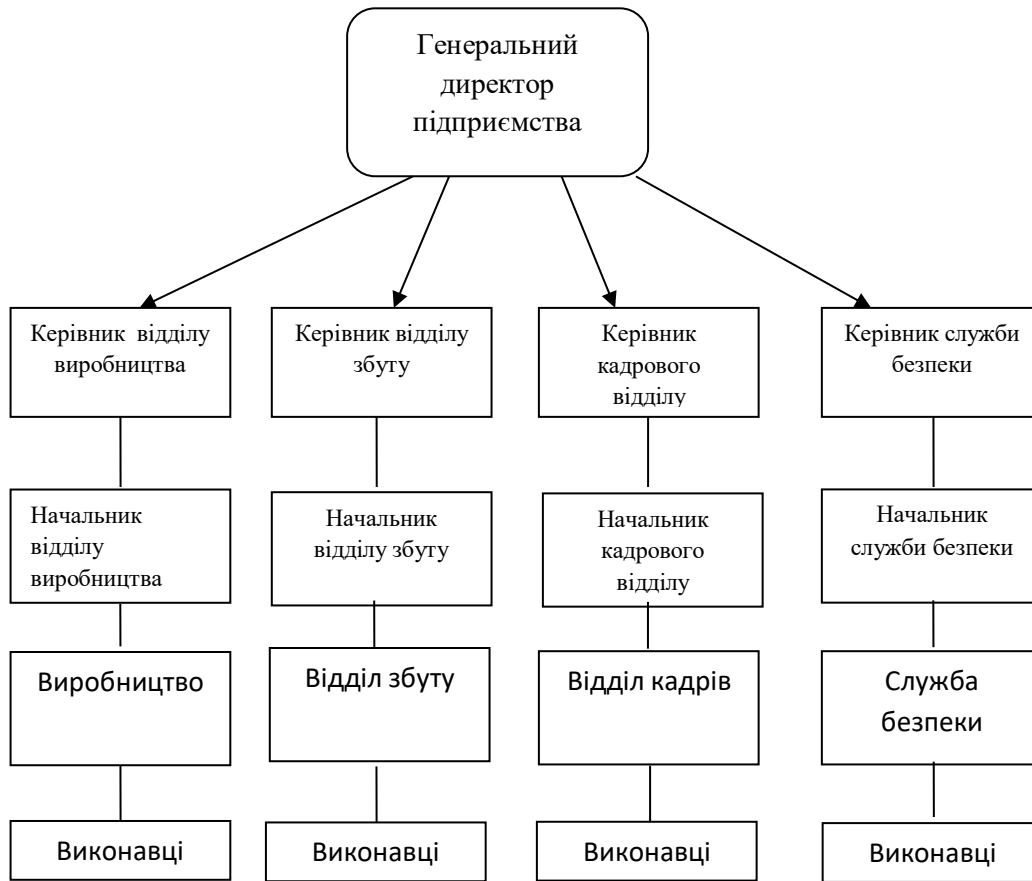 Генеральний
директор
підприємства
Керівник відділу
виробництва
Керівник відділу
збуту
Керівник
кадрового
відділу
Керівник служби
безпеки
Начальник
відділу
виробництва
Начальник
відділу збуту
Начальник
кадрового
відділу
Начальник
служби безпеки
Виробництво
Відділ збуту
Відділ кадрів
Служба
безпеки
Виконавці
Виконавці
Виконавці
Виконавці